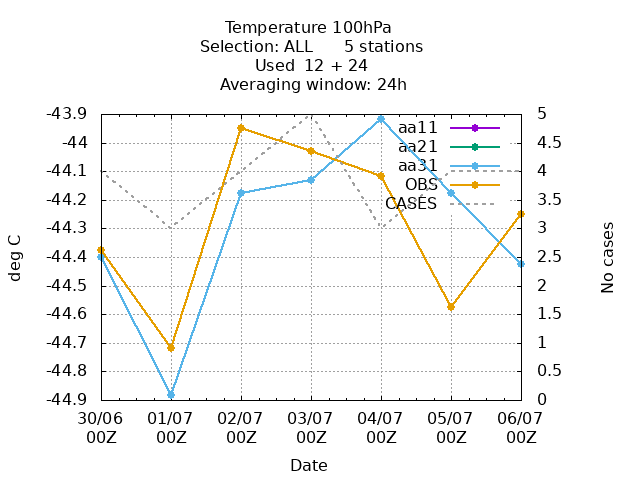 Temperature 100hPa
Selection: ALL 5 stations
Used 12 + 24
Averaging window: 24h
-43.9
-44
-44.1
-44.2
-44.3
-44.4
-44.5
-44.6
-44.7
-44.8
-44.9
deg C
aa11
aa21
aa31
OBS
CASES
5
4.5
4
3.5
3
2.5
2
1.5
1
0.5
0
No cases
30/06 01/07 02/07 03/07 04/07 05/07 06/07
00Z 00Z 00Z 00Z 00Z 00Z 00Z
Date